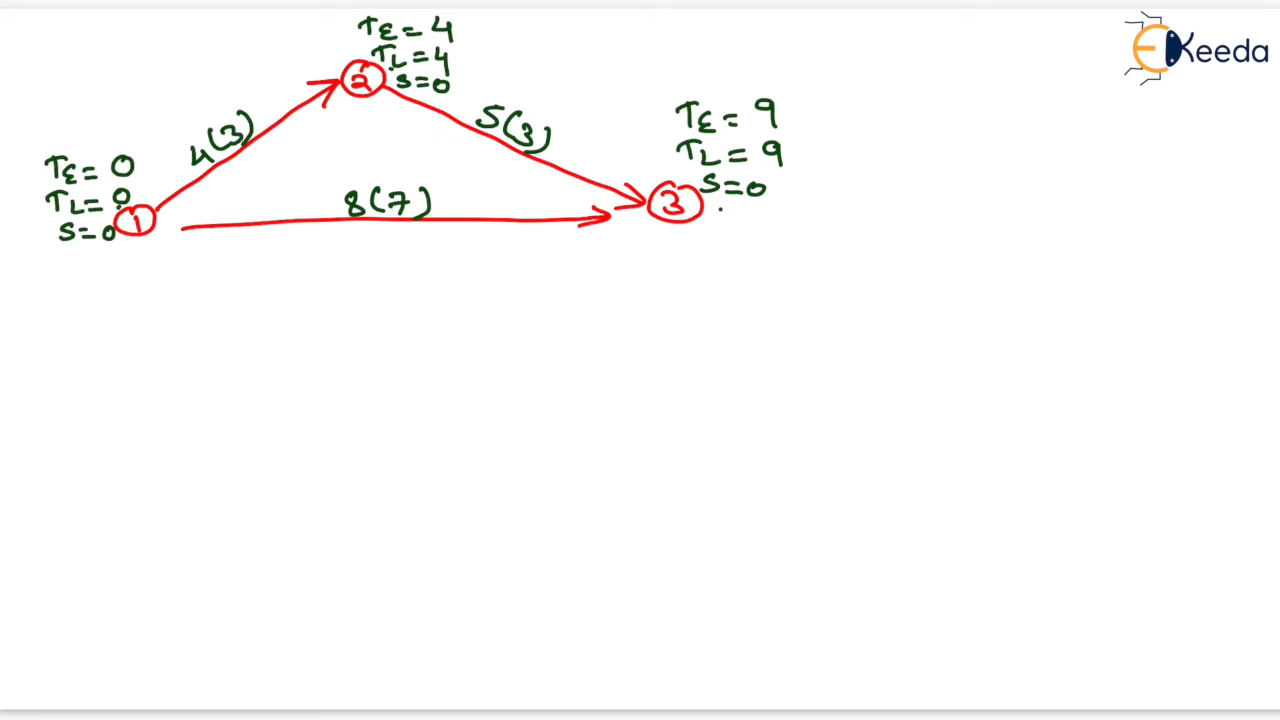 TE = 4
TL = 4
S = 0
2
EKeeda
4(3)
5(3)
TE = 9
TL = 9
S = 0
3
TE = 0
TL = 0
S = 0
1
8(7)